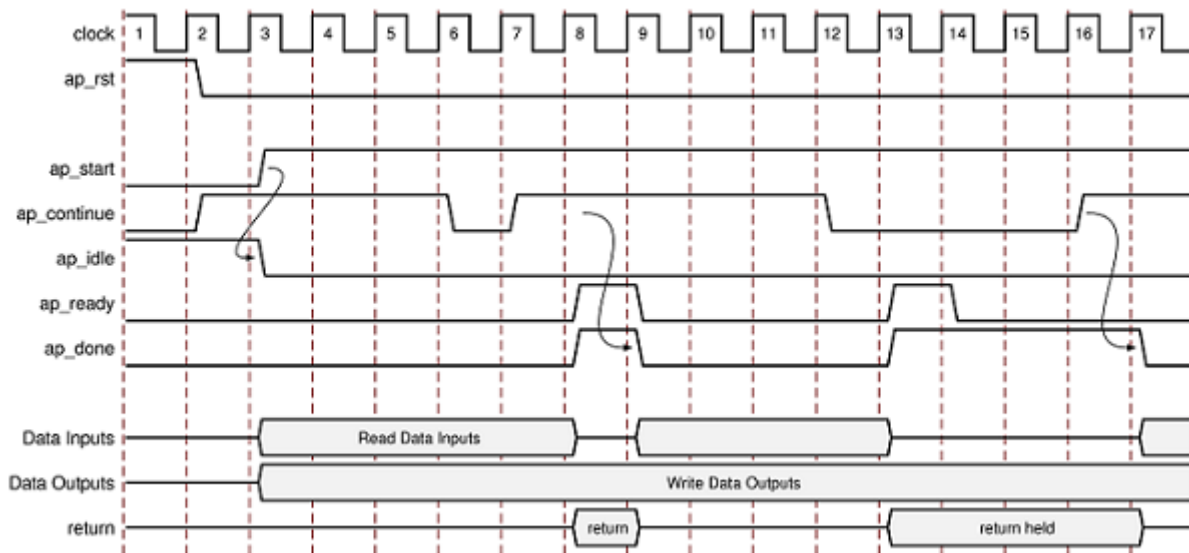 clock 1 2 3 4 5 6 7 8 9 10 11 12 13 14 15 16 17
ap_rst
ap_start
ap_continue
ap_idle
ap_ready
ap_done
Data Inputs Read Data Inputs
Data Outputs Write Data Outputs
return return return held